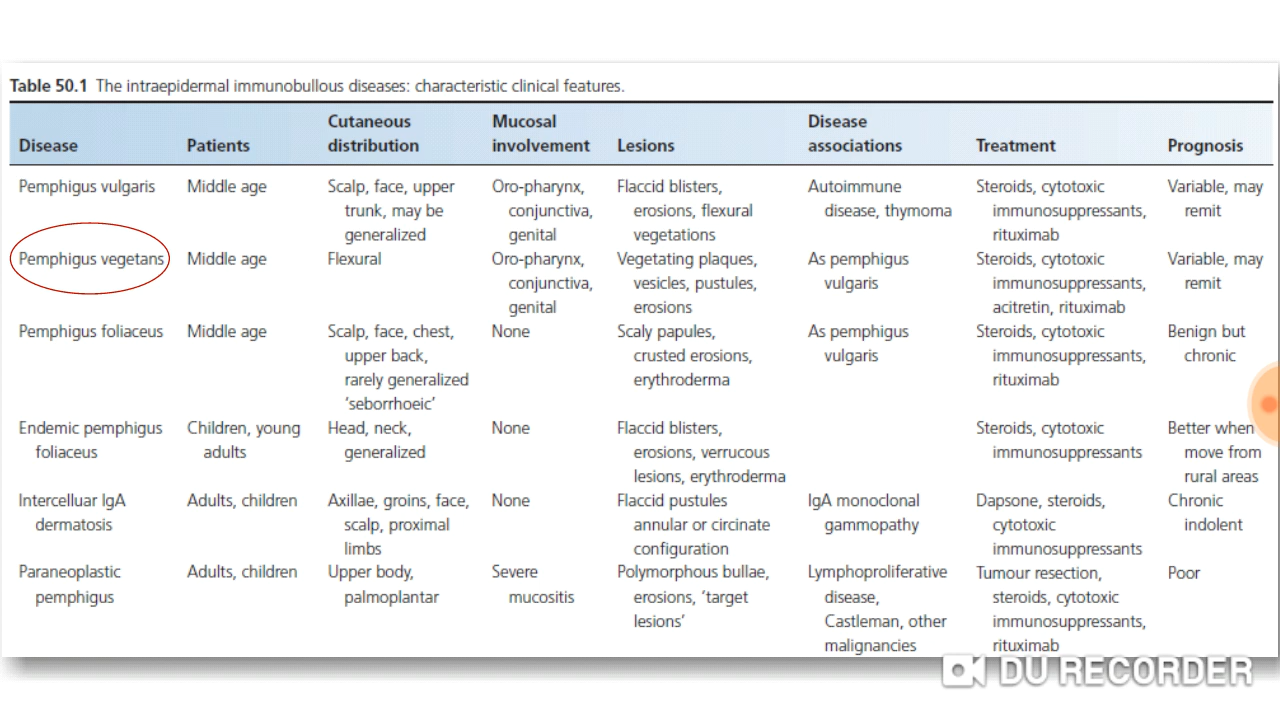 Table 50.1 The intraepidermal immunobullous diseases: characteristic clinical features.
Disease Patients Cutaneous distribution Mucosal involvement Lesions Disease associations Treatment Prognosis
Pemphigus vulgaris Middle age Scalp, face, upper Oro-pharynx, Flaccid blisters, Autoimmune Steroids, cytotoxic Variable, may
trunk, may be conjunctiva, erosions, flexural disease, thymoma immunosuppressants, remit
generalized genital vegetations rituximab
Pemphigus vegetans Middle age Flexural Oro-pharynx, Vegetating plaques, As pemphigus Steroids, cytotoxic Variable, may
conjunctiva, vesicles, pustules, vulgaris immunosuppressants, remit
genital erosions acitretin, rituximab
Pemphigus foliaceus Middle age Scalp, face, chest, None Scaly papules, As pemphigus Steroids, cytotoxic Benign but
upper back, crusted erosions, vulgaris immunosuppressants, chronic
rarely generalized erythroderma rituximab
‘seborrhoeic’
Endemic pemphigus Children, young Head, neck, None Flaccid blisters, Steroids, cytotoxic Better when
foliaceus adults generalized erosions, verrucous immunosuppressants move from
lesions, erythroderma rural areas
Intercelluar IgA Adults, children Axillae, groins, face, None Flaccid pustules IgA monoclonal Dapsone, steroids, Chronic
dermatosis scalp, proximal annular or circinate gammopathy cytotoxic indolent
limbs configuration immunosuppressants
Paraneoplastic Adults, children Upper body, Severe Polymorphous bullae, Lymphoproliferative Tumour resection, Poor
pemphigus palmoplantar mucositis erosions, ‘target disease, steroids, cytotoxic
lesions’ Castleman, other immunosuppressants,
malignancies rituximab
DU RECORDER